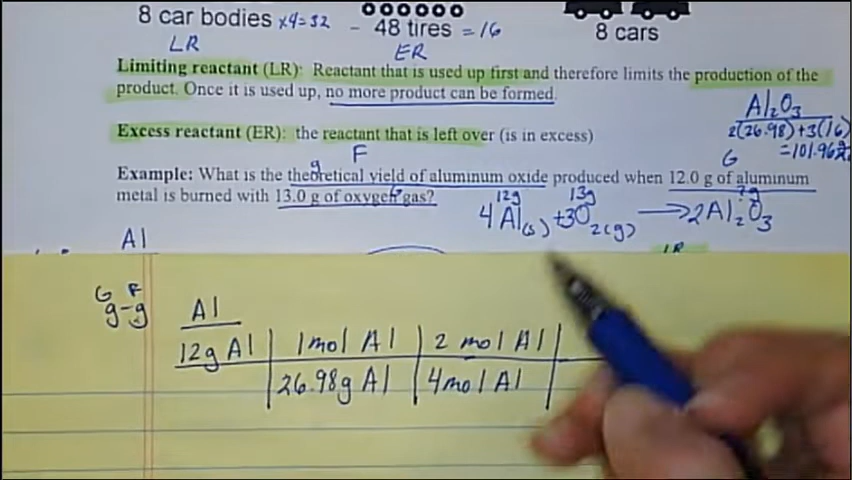 8 car bodies ×4=32 - 48 tires =16 8 cars
LR ER
Limiting reactant (LR): Reactant that is used up first and therefore limits the production of the
product. Once it is used up, no more product can be formed.
Al2O3
2(26.98)+3(16)
=101.96g
Excess reactant (ER): the reactant that is left over (is in excess)
g F G
Example: What is the theoretical yield of aluminum oxide produced when 12.0 g of aluminum
metal is burned with 13.0 g of oxygen gas?
12g 13g ?g
4Al(s) + 3O2(g) → 2Al2O3
Al
LR
G F
g-g
Al
12g Al | 1mol Al | 2 mol Al
26.98g Al | 4mol Al